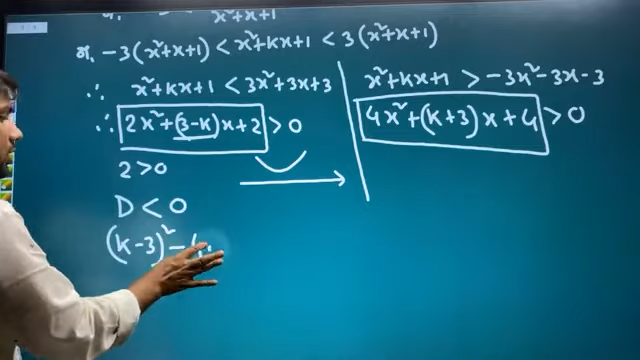 x²+x+1
-3(x²+x+1) < x²+kx+1 < 3(x²+x+1)
∴ x²+kx+1 < 3x²+3x+3
∴ 2x²+(3-k)x+2 > 0
2>0
D < 0
(k-3)² - 4.
x²+kx+1 > -3x²-3x-3
4x²+(k+3)x+4 > 0